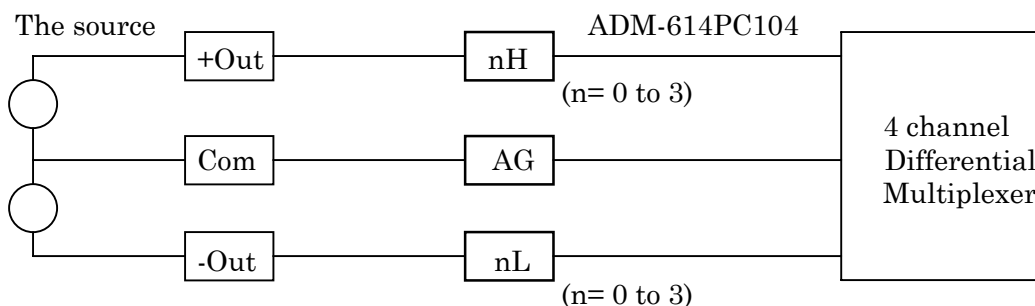 The source
ADM-614PC104
+Out
nH
(n= 0 to 3)
Com
AG
4 channel
Differential
Multiplexer
-Out
nL
(n= 0 to 3)